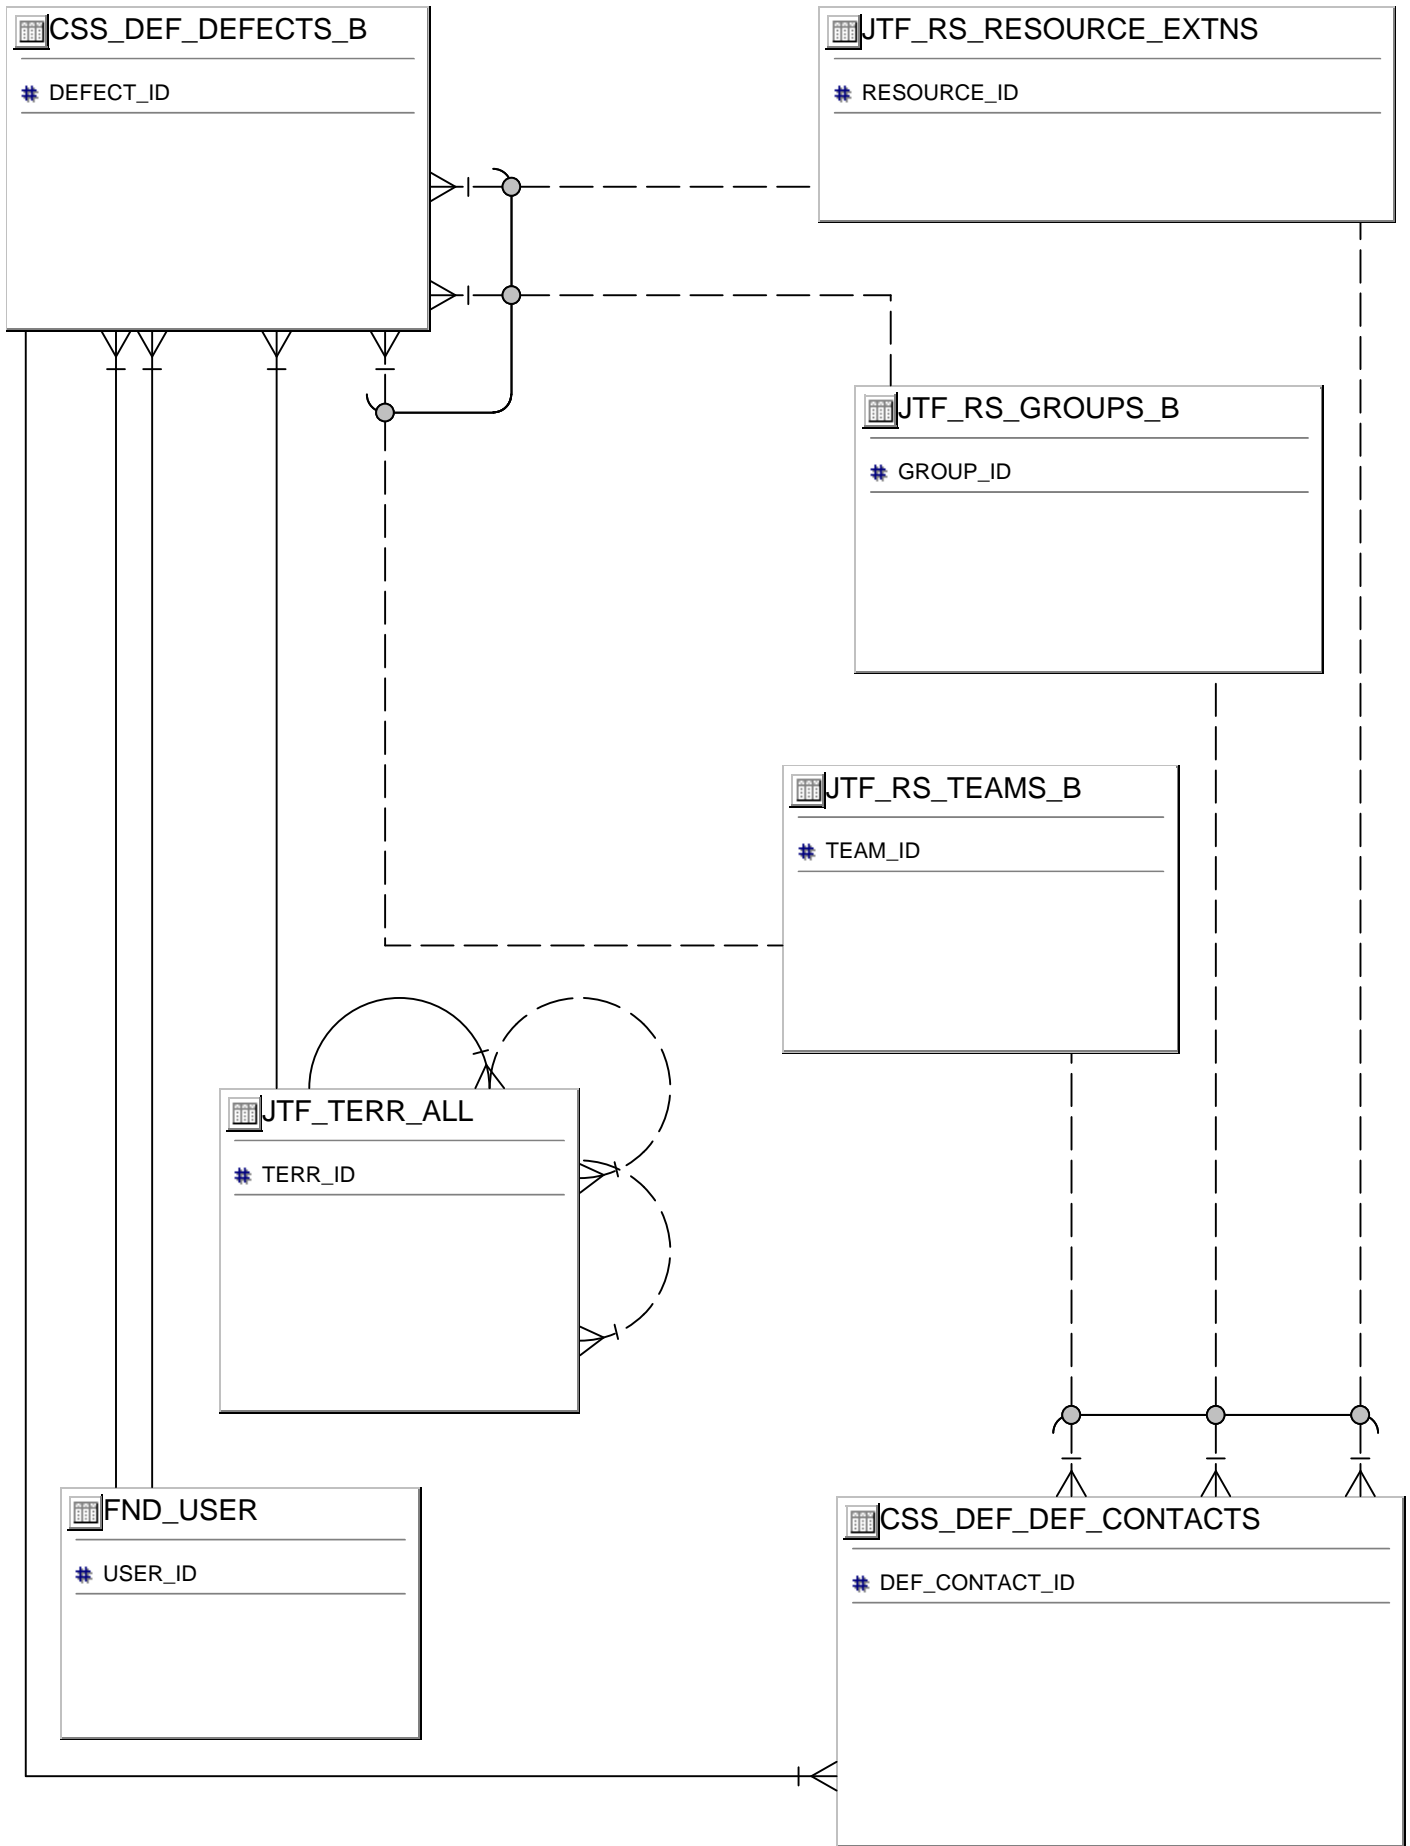 CSS_DEF_DEFECTS_B
# DEFECT_ID
JTF_RS_RESOURCE_EXTNS
# RESOURCE_ID
JTF_RS_GROUPS_B
# GROUP_ID
JTF_RS_TEAMS_B
# TEAM_ID
JTF_TERR_ALL
# TERR_ID
FND_USER
# USER_ID
CSS_DEF_DEF_CONTACTS
# DEF_CONTACT_ID